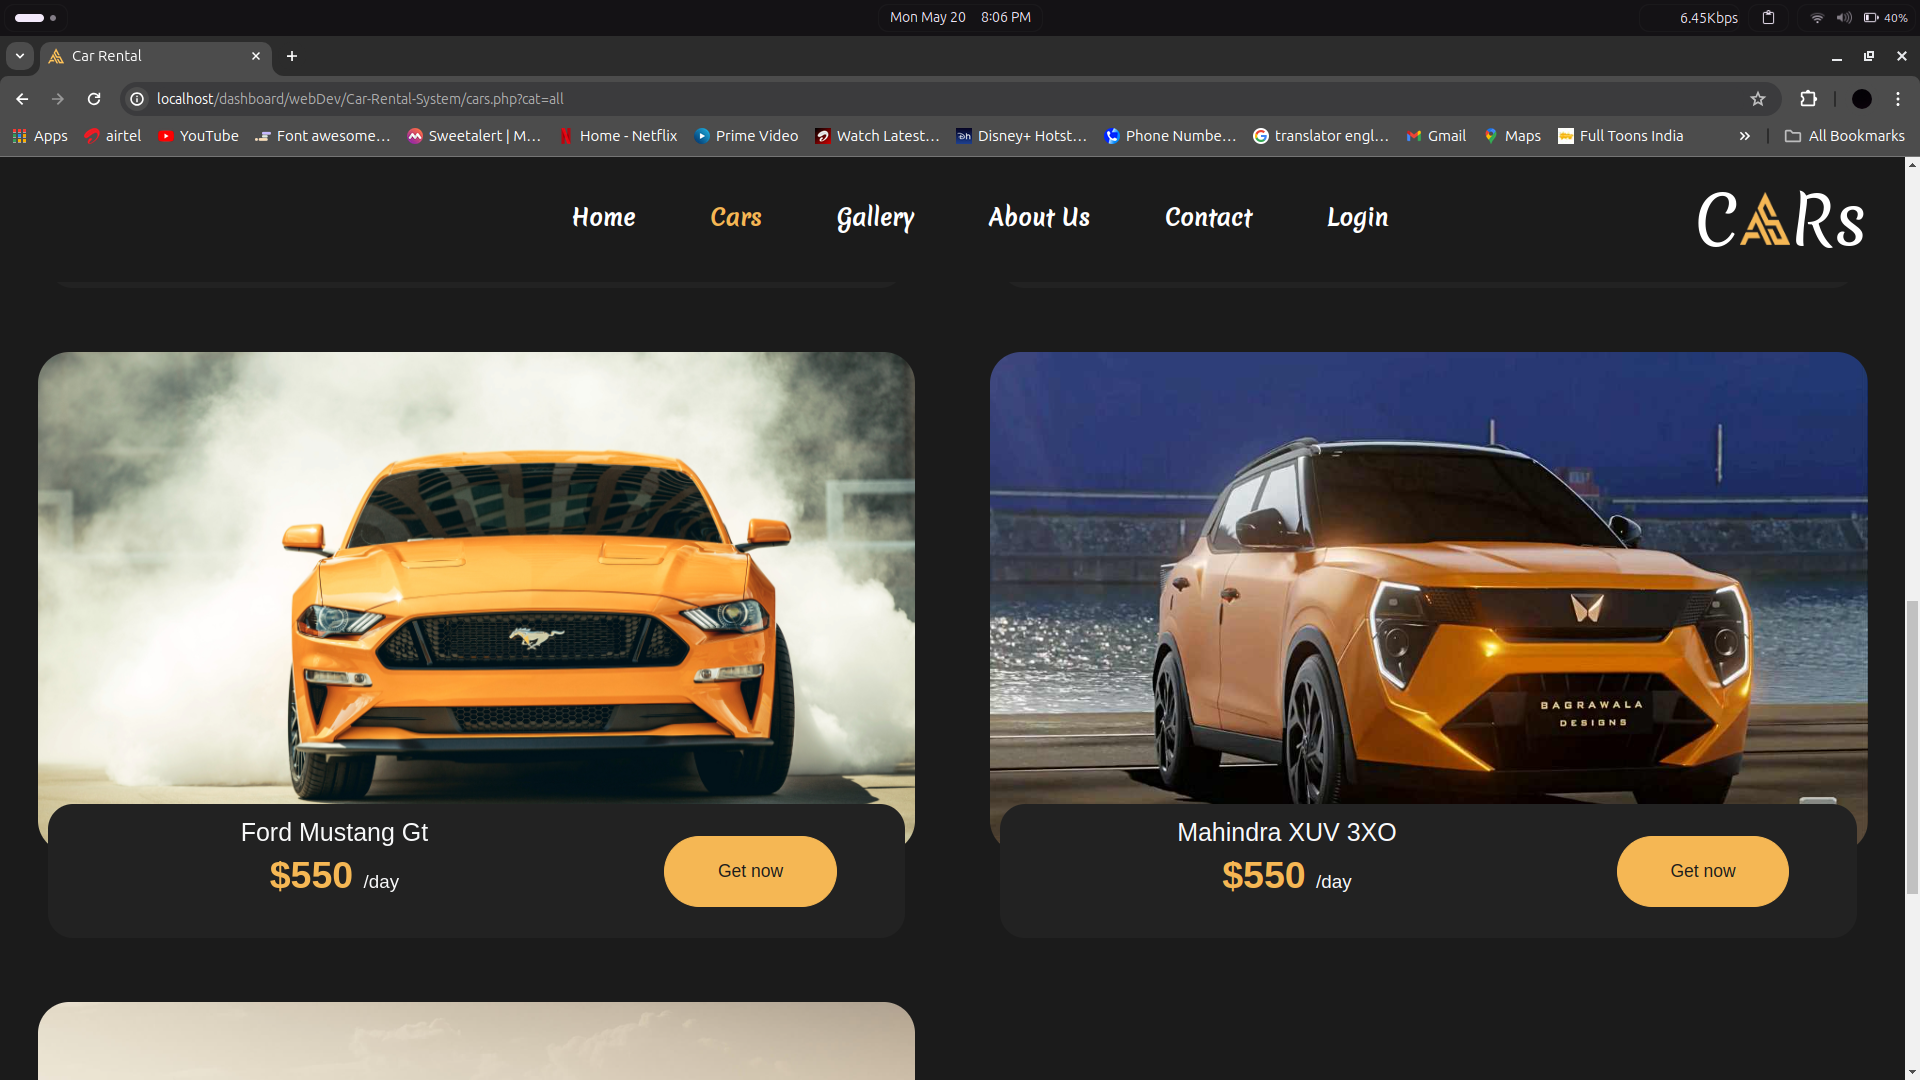 Mon May 20 8:06 PM
6.45Kbps
40%
Car Rental
localhost/dashboard/webDev/Car-Rental-System/cars.php?cat=all
Apps airtel YouTube Font awesome… Sweetalert | M… Home - Netflix Prime Video Watch Latest… Disney+ Hotst… Phone Numbe… translator engl… Gmail Maps Full Toons India » All Bookmarks
Home Cars Gallery About Us Contact Login
CARs
BAGRAWALA
DESIGNS
Ford Mustang Gt
$550 /day
Get now
Mahindra XUV 3XO
$550 /day
Get now